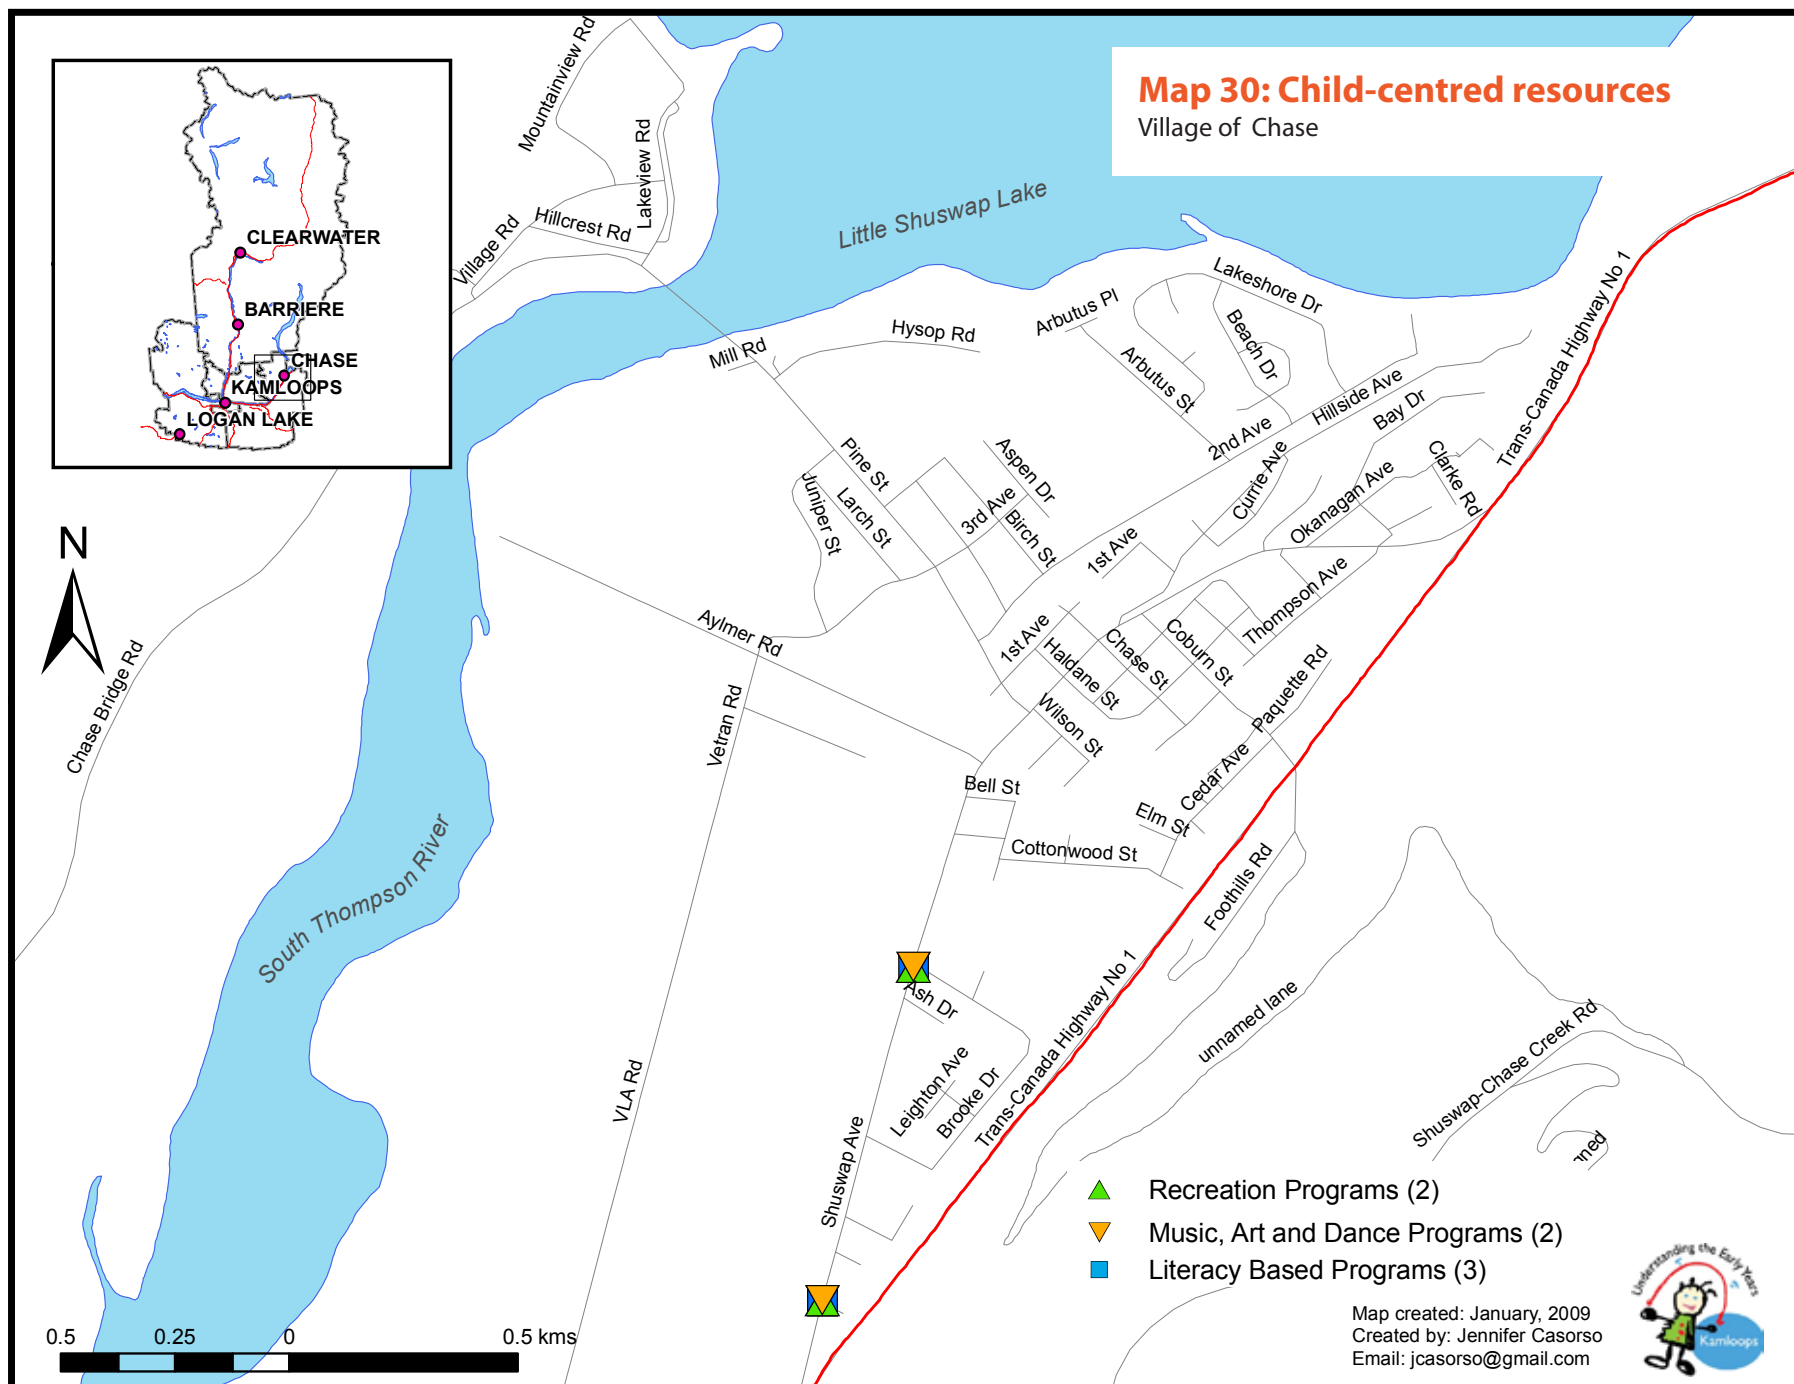 Map 30: Child-centred resources
Village of Chase
CLEARWATER
BARRIERE
CHASE
KAMLOOPS
LOGAN LAKE
Mountainview Rd
Lakeview Rd
Hillcrest Rd
Village Rd
Little Shuswap Lake
Lakeshore Dr
Trans-Canada Highway No 1
Arbutus Pl
Beach Dr
Hysop Rd
Mill Rd
Arbutus St
Hillside Ave
Bay Dr
2nd Ave
Pine St
Aspen Dr
Currie Ave
Clarke Rd
Okanagan Ave
Juniper St
Larch St
3rd Ave
Birch St
1st Ave
N
Thompson Ave
Aylmer Rd
1st Ave
Haldane St
Chase St
Coburn St
Paquette Rd
Chase Bridge Rd
Vetran Rd
Wilson St
Bell St
Cedar Ave
Elm St
Cottonwood St
South Thompson River
Foothills Rd
Ash Dr
Trans-Canada Highway No 1
unnamed lane
Leighton Ave
Brooke Dr
VLA Rd
Shuswap-Chase Creek Rd
Shuswap Ave
Recreation Programs (2)
Music, Art and Dance Programs (2)
Literacy Based Programs (3)
Understanding the Early Years
Kamloops
Map created: January, 2009
Created by: Jennifer Casorso
Email: jcasorso@gmail.com
0.5 0.25 0 0.5 kms